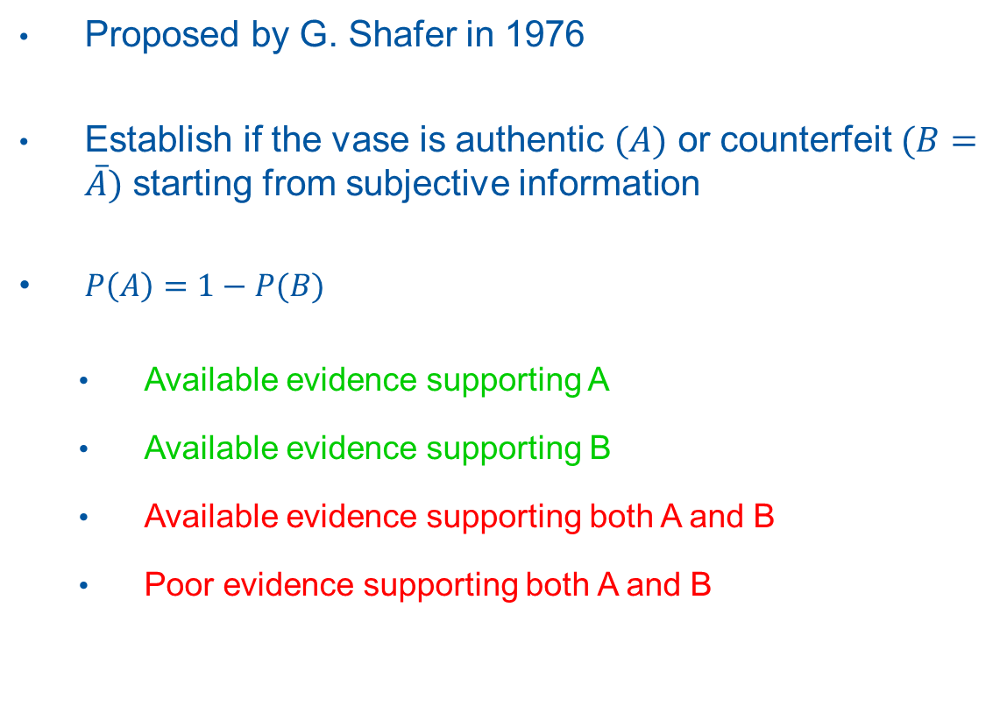 • Proposed by G. Shafer in 1976
• Establish if the vase is authentic (A) or counterfeit (B =
Ā) starting from subjective information
• P(A) = 1 − P(B)
• Available evidence supporting A
• Available evidence supporting B
• Available evidence supporting both A and B
• Poor evidence supporting both A and B